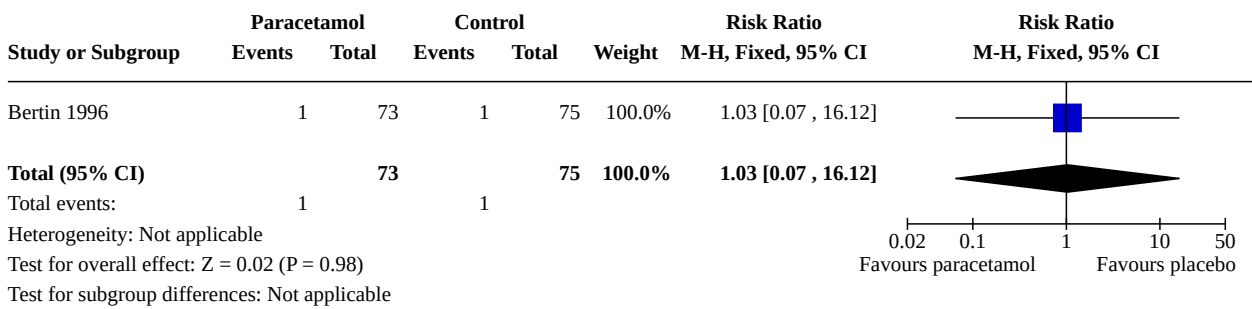 Paracetamol Control Risk Ratio Risk Ratio
Study or Subgroup Events Total Events Total Weight M-H, Fixed, 95% CI M-H, Fixed, 95% CI
Bertin 1996 1 73 1 75 100.0% 1.03 [0.07 , 16.12]
Total (95% CI) 73 75 100.0% 1.03 [0.07 , 16.12]
Total events: 1 1
Heterogeneity: Not applicable 0.02 0.1 1 10 50
Test for overall effect: Z = 0.02 (P = 0.98) Favours paracetamol Favours placebo
Test for subgroup differences: Not applicable